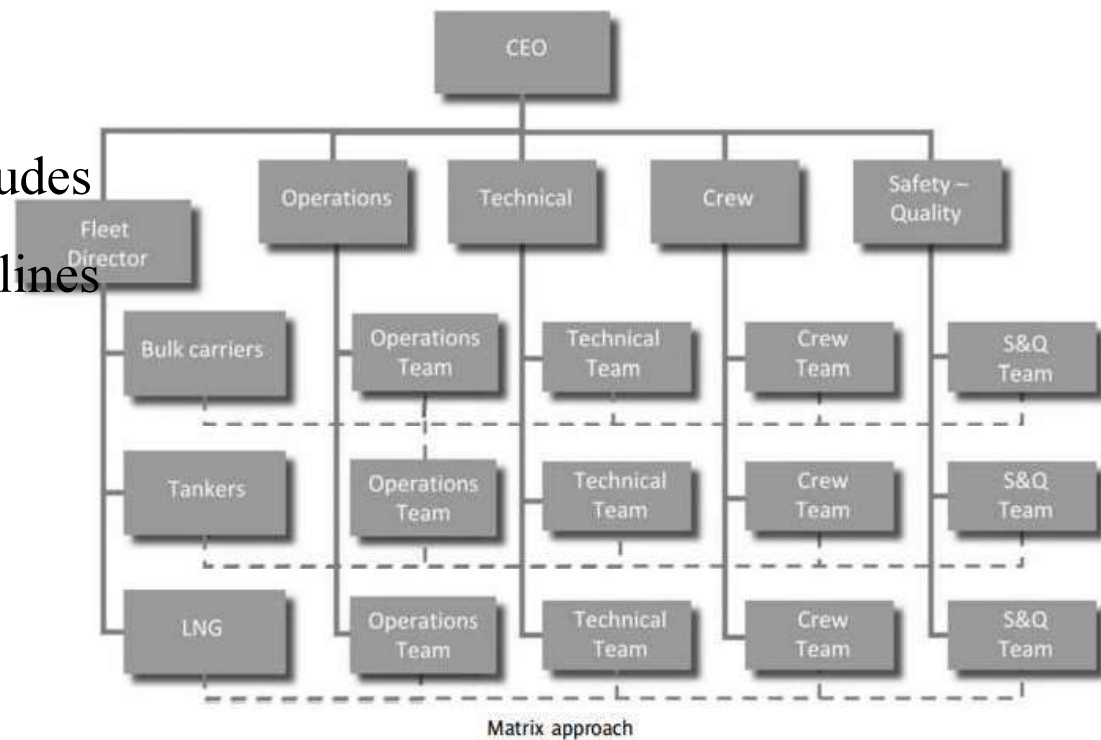 CEO
udes
lines
Fleet
Director
Operations
Technical
Crew
Safety –
Quality
Bulk carriers
Operations
Team
Technical
Team
Crew
Team
S&Q
Team
Tankers
Operations
Team
Technical
Team
Crew
Team
S&Q
Team
LNG
Operations
Team
Technical
Team
Crew
Team
S&Q
Team
Matrix approach